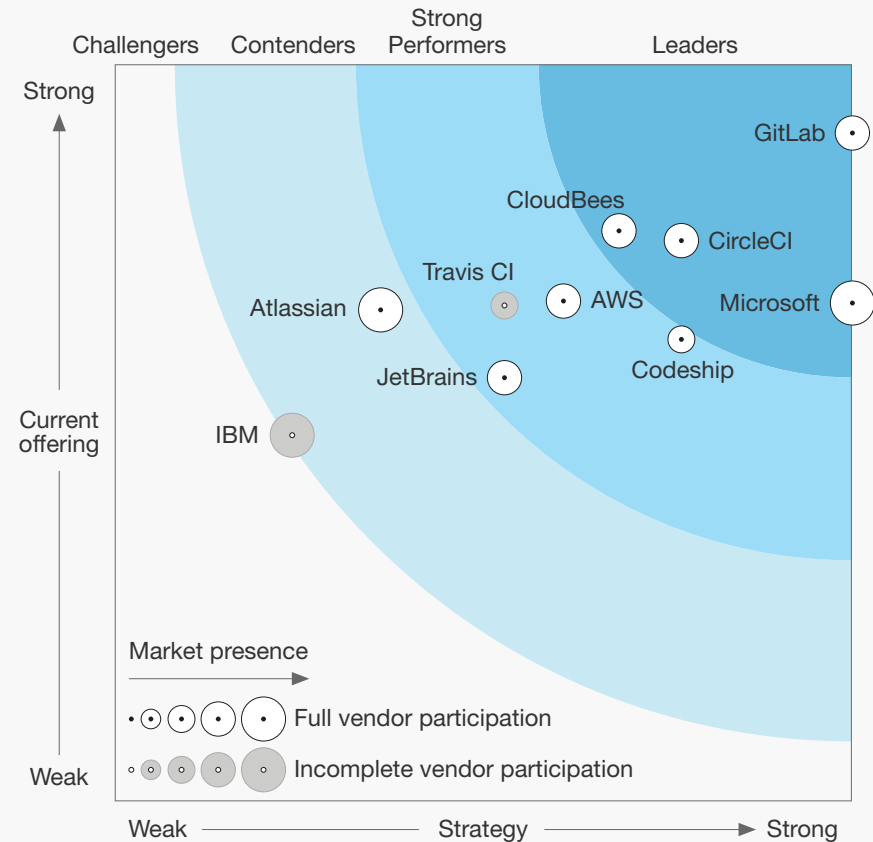 Challengers
Contenders
Strong
Performers
Leaders
Strong
GitLab
CloudBees
CircleCI
Travis CI
Atlassian
AWS
Microsoft
JetBrains
Codeship
Current
offering
IBM
Market presence
Full vendor participation
Incomplete vendor participation
Weak
Weak
Strategy
Strong